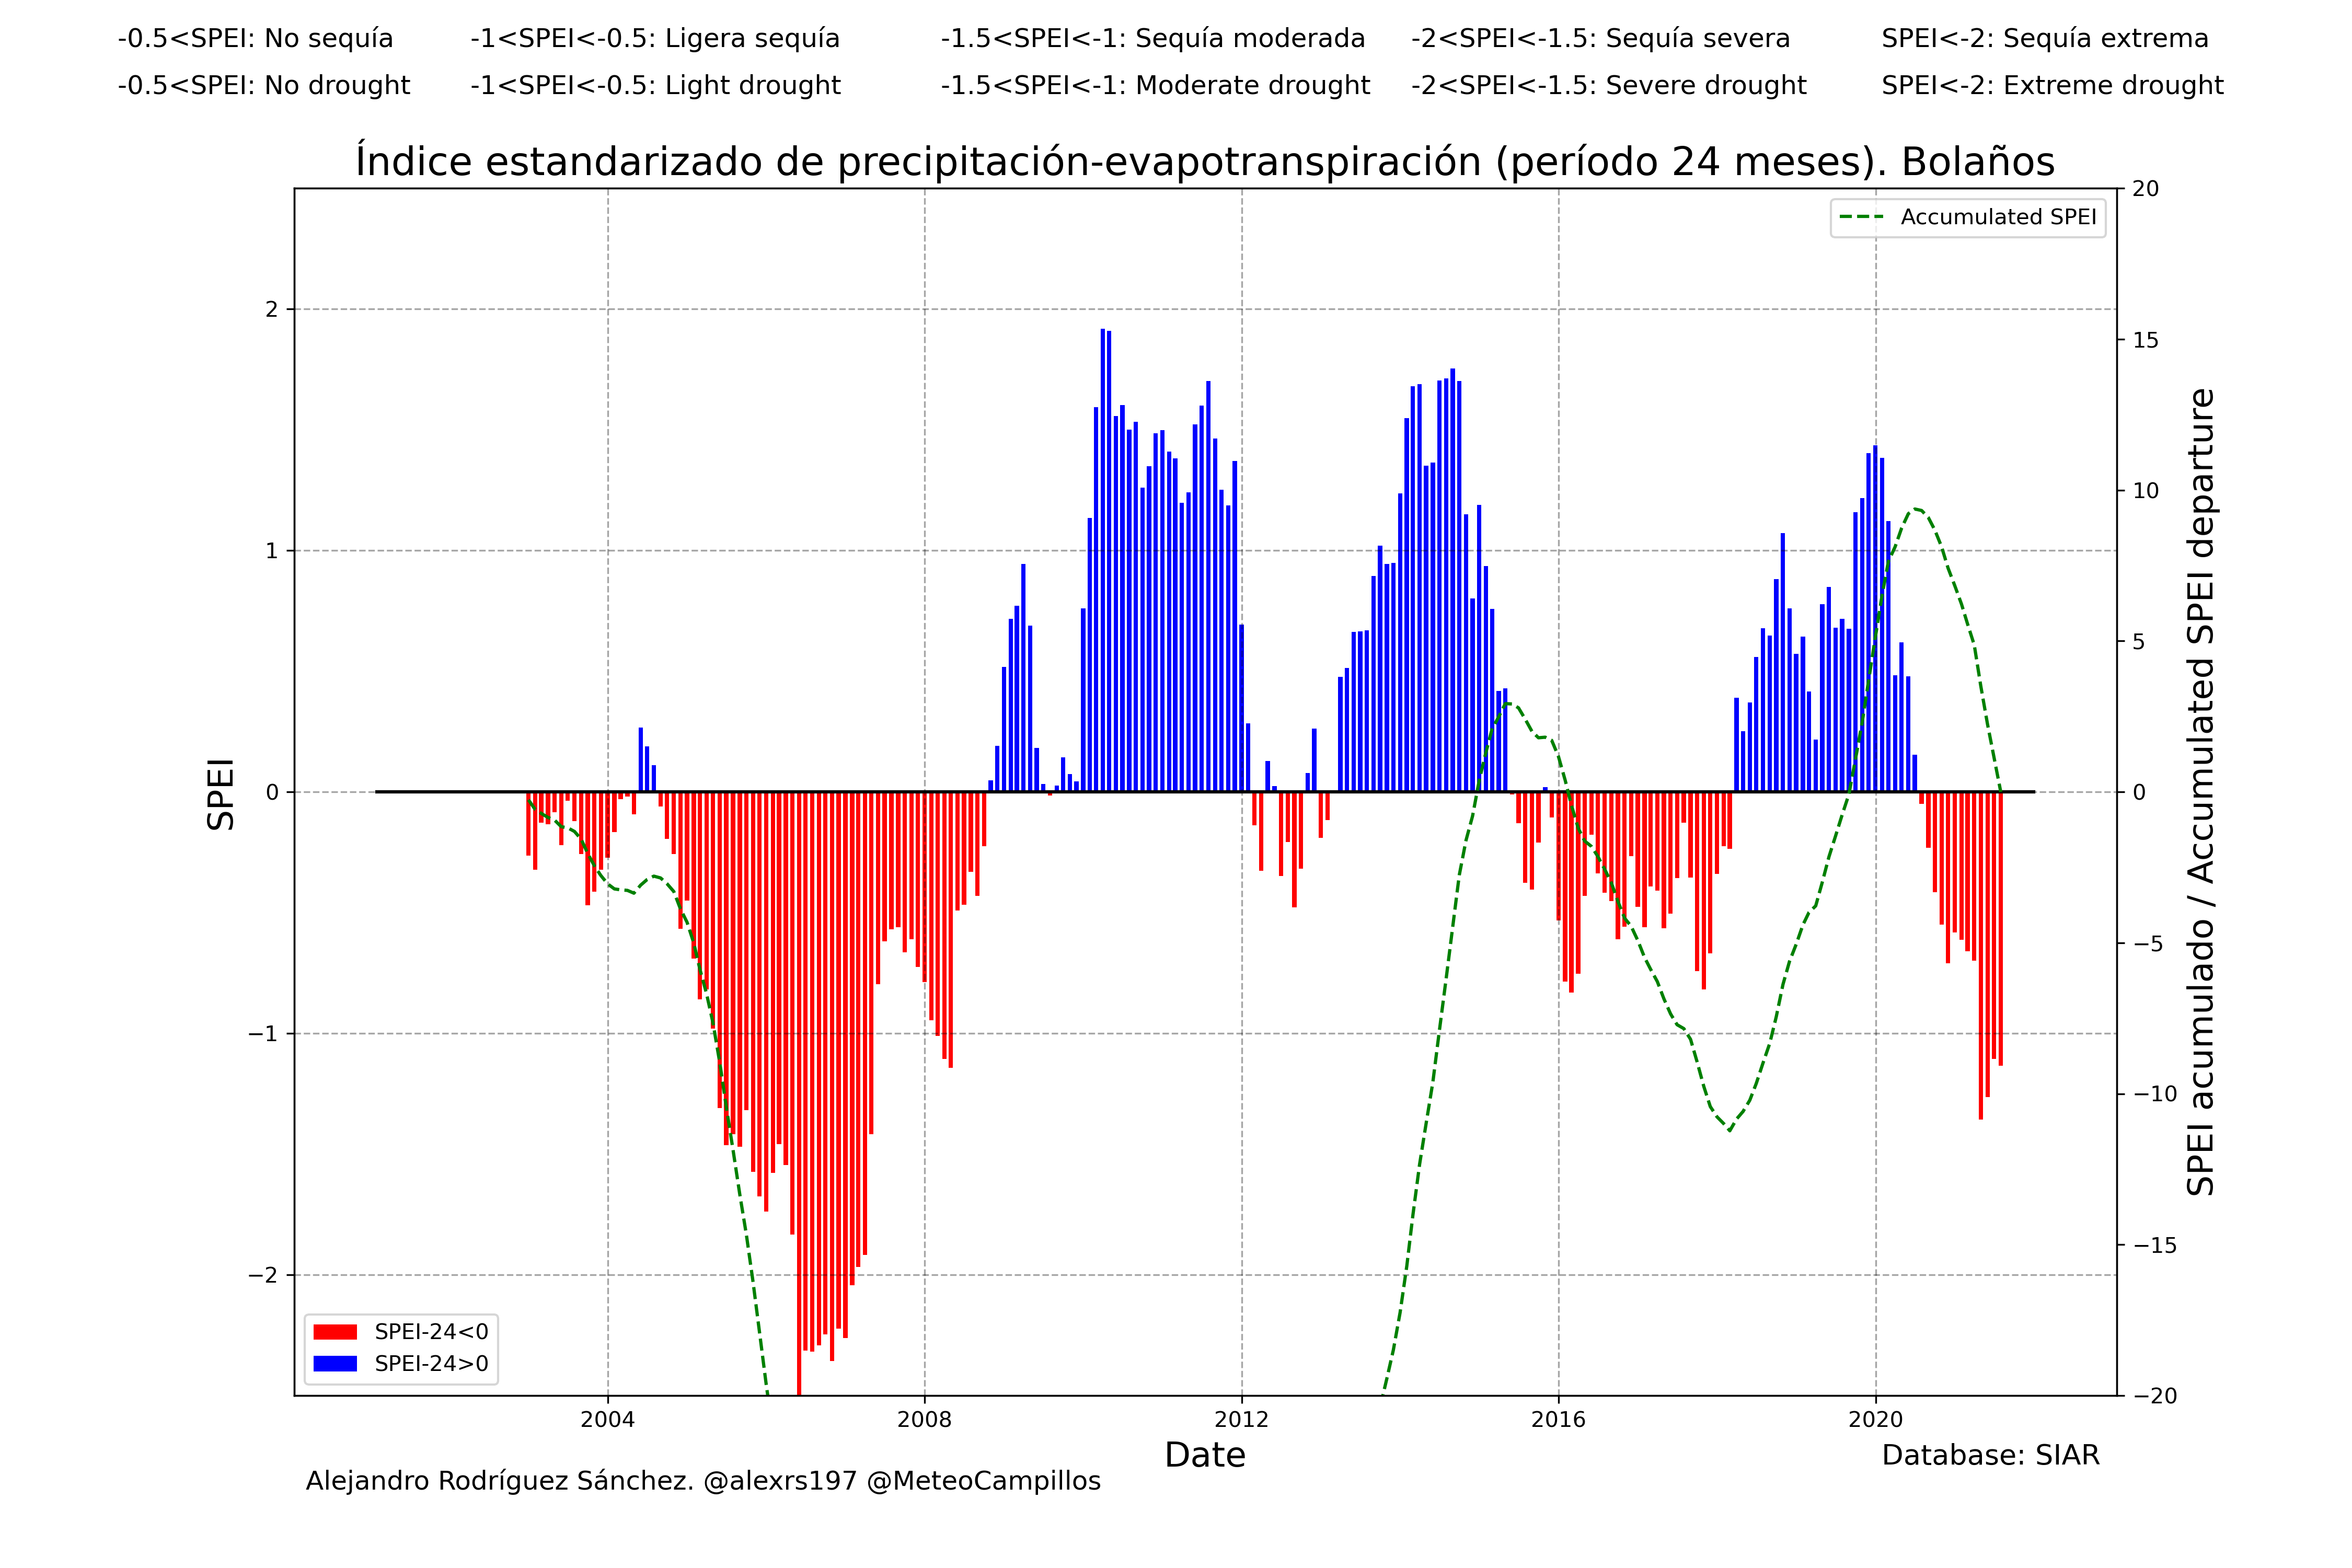 -0.5<SPEI: No sequía -1<SPEI<-0.5: Ligera sequía -1.5<SPEI<-1: Sequía moderada -2<SPEI<-1.5: Sequía severa SPEI<-2: Sequía extrema
-0.5<SPEI: No drought -1<SPEI<-0.5: Light drought -1.5<SPEI<-1: Moderate drought -2<SPEI<-1.5: Severe drought SPEI<-2: Extreme drought
Índice estandarizado de precipitación-evapotranspiración (período 24 meses). Bolaños
Accumulated SPEI
2
1
0
−1
−2
SPEI
20
15
10
5
0
−5
−10
−15
−20
SPEI acumulado / Accumulated SPEI departure
SPEI-24<0
SPEI-24>0
2004 2008 2012 2016 2020
Date
Database: SIAR
Alejandro Rodríguez Sánchez. @alexrs197 @MeteoCampillos